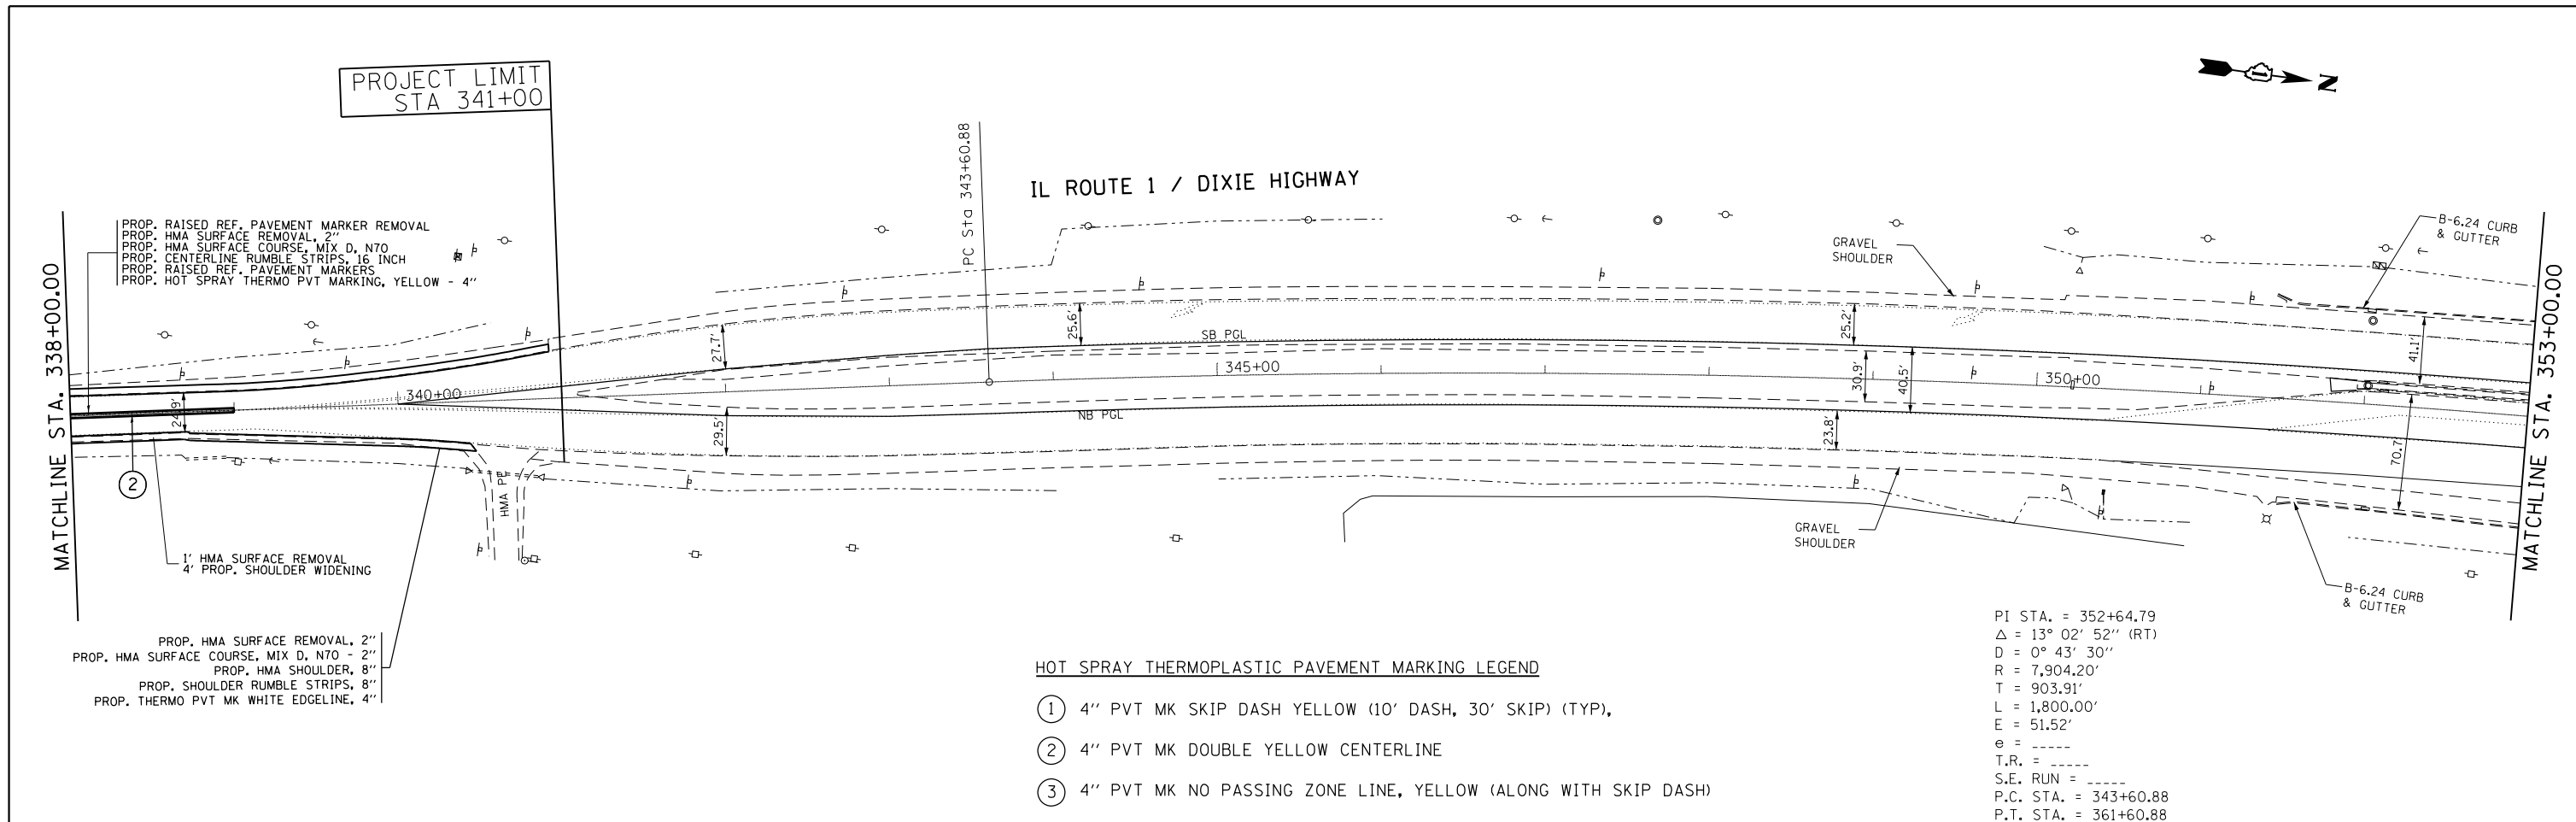 PROJECT LIMIT
STA 341+00
N
PC Sta 343+60.88
IL ROUTE 1 / DIXIE HIGHWAY
MATCHLINE STA. 338+00.00
PROP. RAISED REF. PAVEMENT MARKER REMOVAL
PROP. HMA SURFACE REMOVAL, 2"
PROP. HMA SURFACE COURSE, MIX D, N70
PROP. CENTERLINE RUMBLE STRIPS, 16 INCH
PROP. RAISED REF. PAVEMENT MARKERS
PROP. HOT SPRAY THERMO PVT MARKING, YELLOW - 4"
GRAVEL
SHOULDER
B-6.24 CURB
& GUTTER
MATCHLINE STA. 353+00.00
27.7'
25.6'
SB PGL
25.2'
41.1'
340+00
345+00
350+00
30.9'
40.5'
29.5'
NB PGL
23.8'
70.7'
2
HMA PE
GRAVEL
SHOULDER
B-6.24 CURB
& GUTTER
1' HMA SURFACE REMOVAL
4' PROP. SHOULDER WIDENING
PROP. HMA SURFACE REMOVAL, 2"
PROP. HMA SURFACE COURSE, MIX D, N70 - 2"
PROP. HMA SHOULDER, 8"
PROP. SHOULDER RUMBLE STRIPS, 8"
PROP. THERMO PVT MK WHITE EDGELINE, 4"
HOT SPRAY THERMOPLASTIC PAVEMENT MARKING LEGEND
1 4" PVT MK SKIP DASH YELLOW (10' DASH, 30' SKIP) (TYP),
2 4" PVT MK DOUBLE YELLOW CENTERLINE
3 4" PVT MK NO PASSING ZONE LINE, YELLOW (ALONG WITH SKIP DASH)
PI STA. = 352+64.79
Δ = 13° 02' 52" (RT)
D = 0° 43' 30"
R = 7,904.20'
T = 903.91'
L = 1,800.00'
E = 51.52'
e = _____
T.R. = _____
S.E. RUN = _____
P.C. STA. = 343+60.88
P.T. STA. = 361+60.88